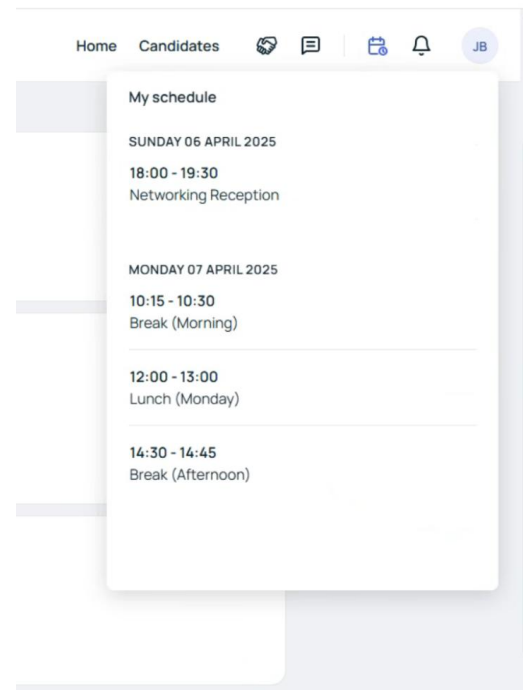 Home Candidates JB
My schedule
SUNDAY 06 APRIL 2025
18:00 - 19:30
Networking Reception
MONDAY 07 APRIL 2025
10:15 - 10:30
Break (Morning)
12:00 - 13:00
Lunch (Monday)
14:30 - 14:45
Break (Afternoon)